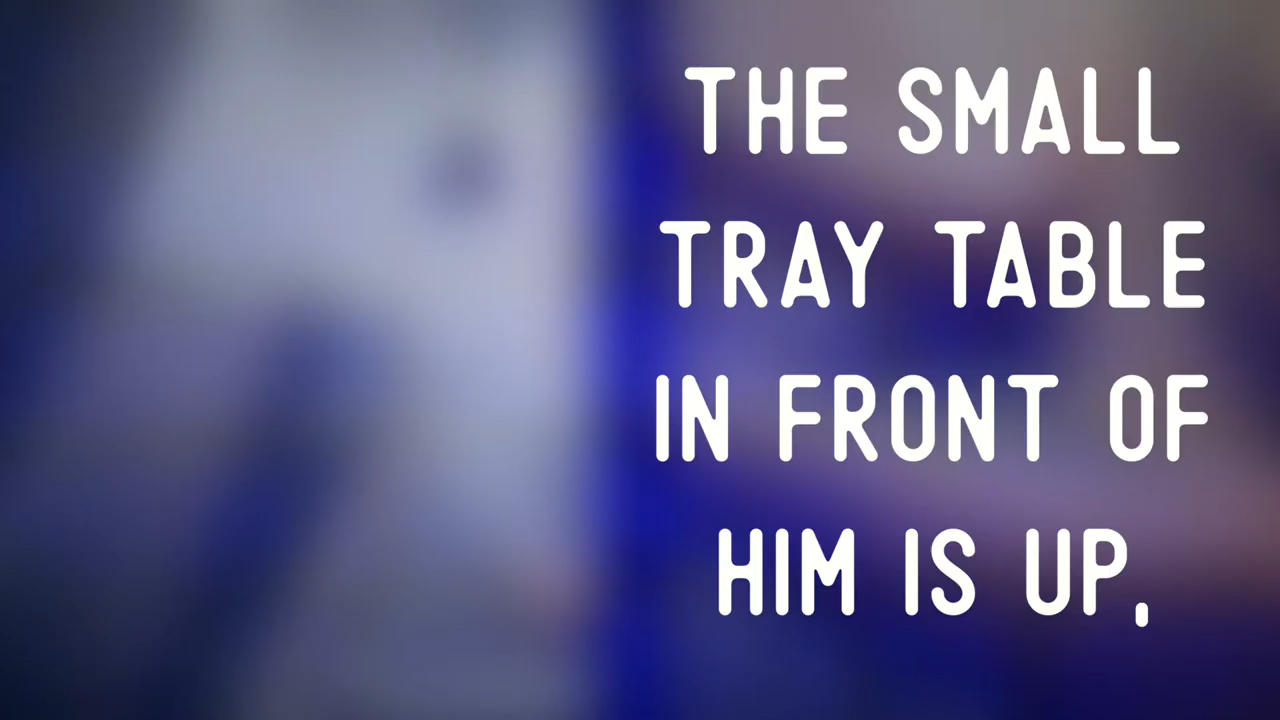 THE SMALL
TRAY TABLE
IN FRONT OF
HIM IS UP,